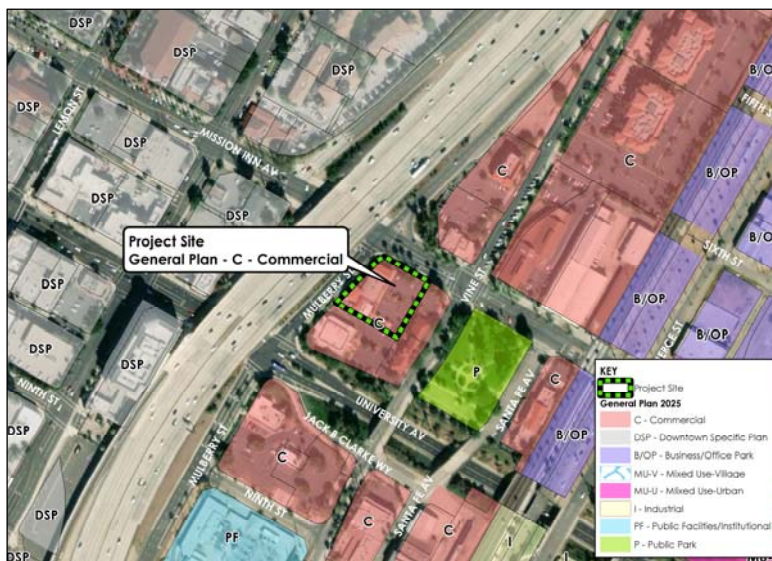 DSP
DSP
DSP
B/O
LEMON ST
DSP
MISSION INN AV
FIFTH S
DSP
C
C
B/OP
DSP
DSP
Project Site
General Plan - C - Commercial
SIXTH ST
B/OP
MULBERRY ST
VINE ST
B/OP
DSP
C
B/OP
DSP
P
C
NINTH ST
UNIVERSITY AV
SANTA FE AV
B/OP
JACK B CLARKE WY
MULBERRY ST
C
NINTH ST
SANTA FE AV
DSP
PF
C
C
I
DSP
I
KEY
Project Site
General Plan 2025
C - Commercial
DSP - Downtown Specific Plan
B/OP - Business/Office Park
MU-V - Mixed Use-Village
MU-U - Mixed Use-Urban
I - Industrial
PF - Public Facilties/Institutional
P - Public Park